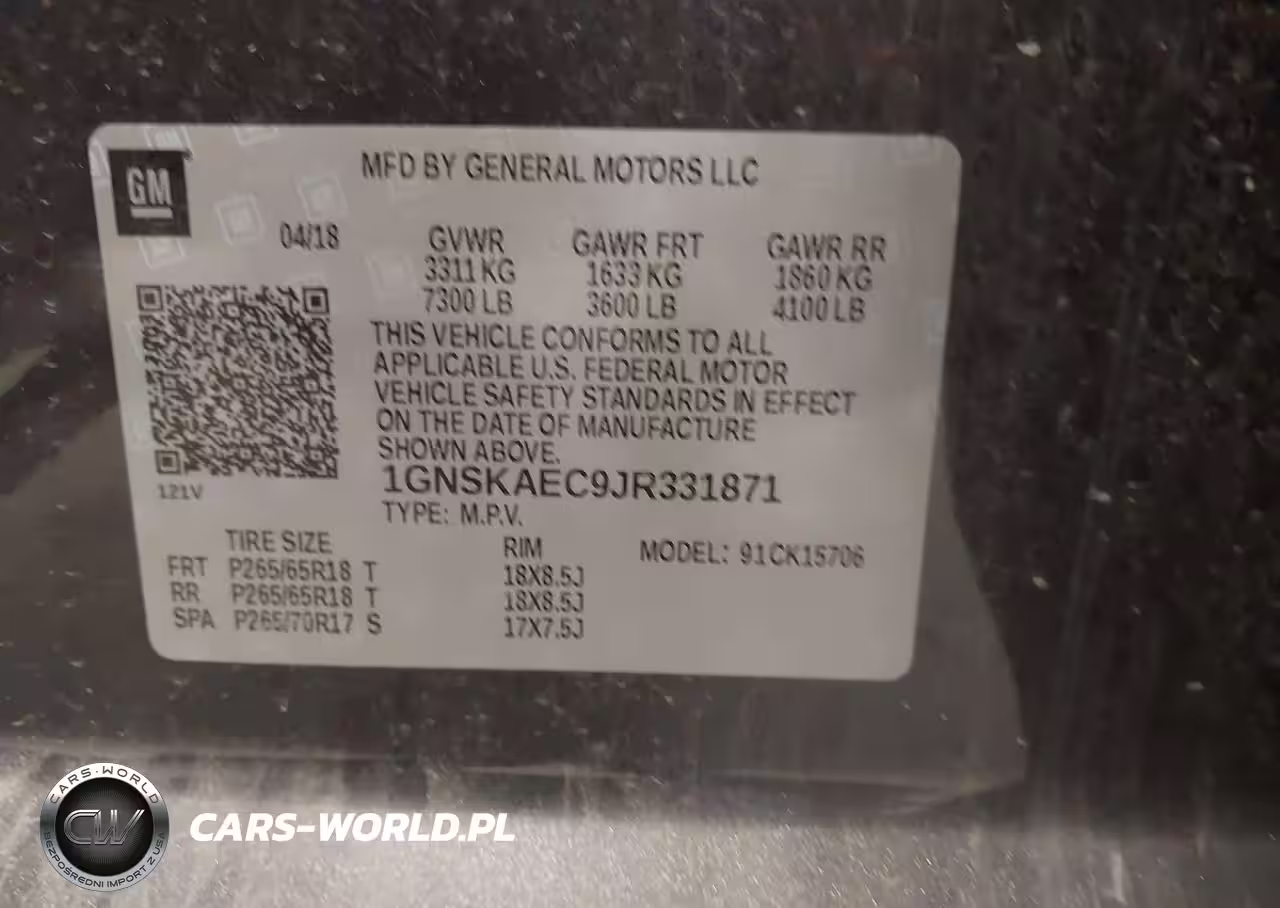 GM
MFD BY GENERAL MOTORS LLC
04/18 GVWR GAWR FRT GAWR RR
3311 KG 1633 KG 1860 KG
7300 LB 3600 LB 4100 LB
THIS VEHICLE CONFORMS TO ALL
APPLICABLE U.S. FEDERAL MOTOR
VEHICLE SAFETY STANDARDS IN EFFECT
ON THE DATE OF MANUFACTURE
SHOWN ABOVE.
1GNSKAEC9JR331871
121V
TYPE: M.P.V.
TIRE SIZE RIM MODEL: 91CK15706
FRT P265/65R18 T 18X8.5J
RR P265/65R18 T 18X8.5J
SPA P265/70R17 S 17X7.5J
CARS-WORLD
CW
BEZPOŚREDNI IMPORT Z USA
CARS-WORLD.PL